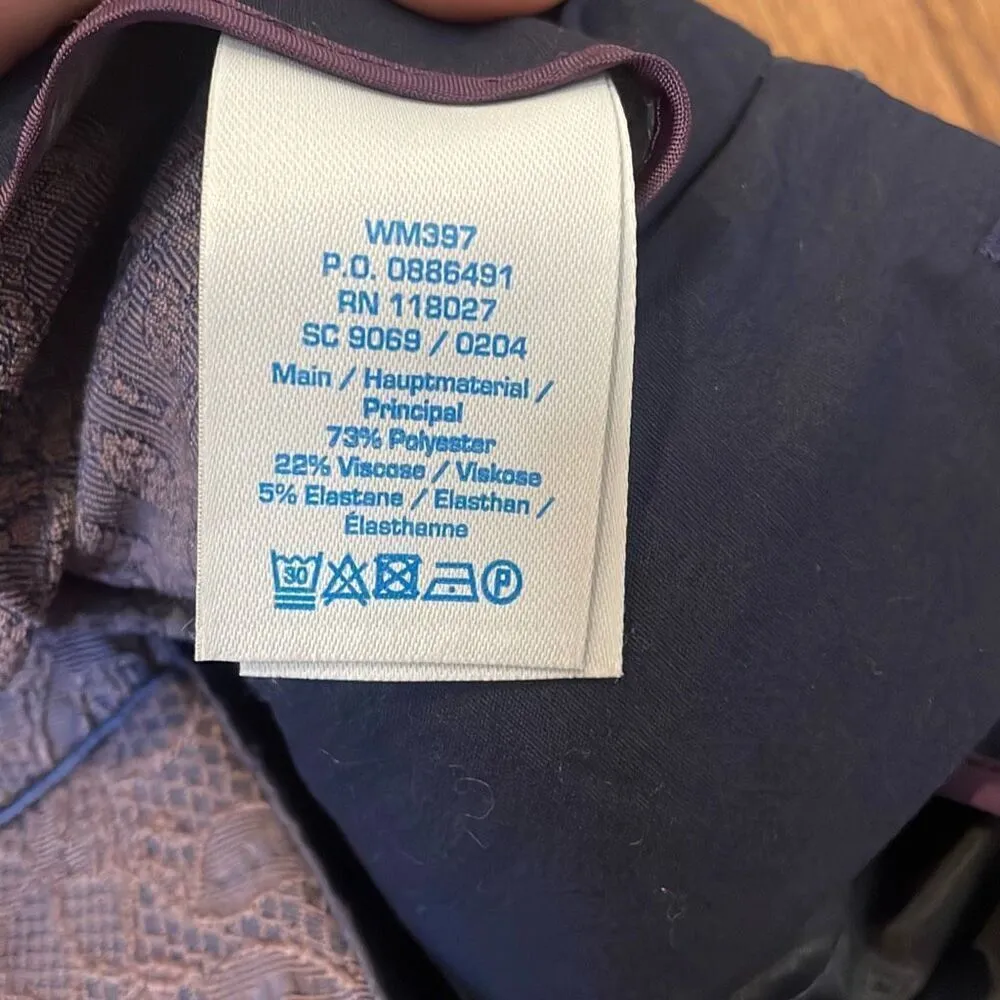 WM397
P.O. 0886491
RN 118027
SC 9069 / 0204
Main / Hauptmaterial /
Principal
73% Polyester
22% Viscose / Viskose
5% Elastane / Elasthan /
Élasthanne
30 P